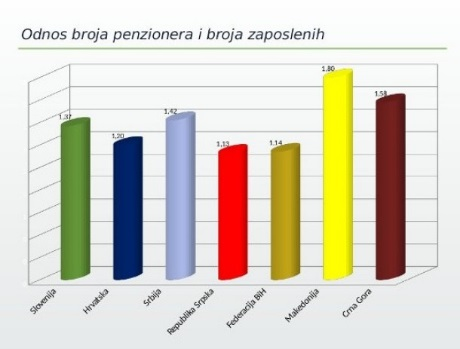 Odnos broja penzionera i broja zaposlenih
1,37
1,20
1,42
1,13
1,14
1,80
1,58
Slovenija
Hrvatska
Srbija
Republika Srpska
Federacija BiH
Makedonija
Crna Gora